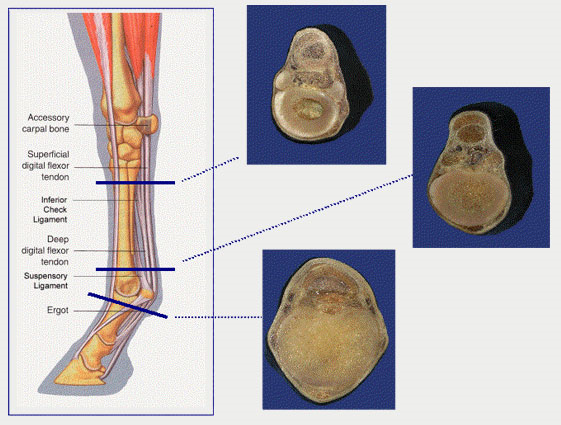 Accessory
carpal bone
Superficial
digital flexor
tendon
Inferior
Check
Ligament
Deep
digital flexor
tendon
Suspensory
Ligament
Ergot